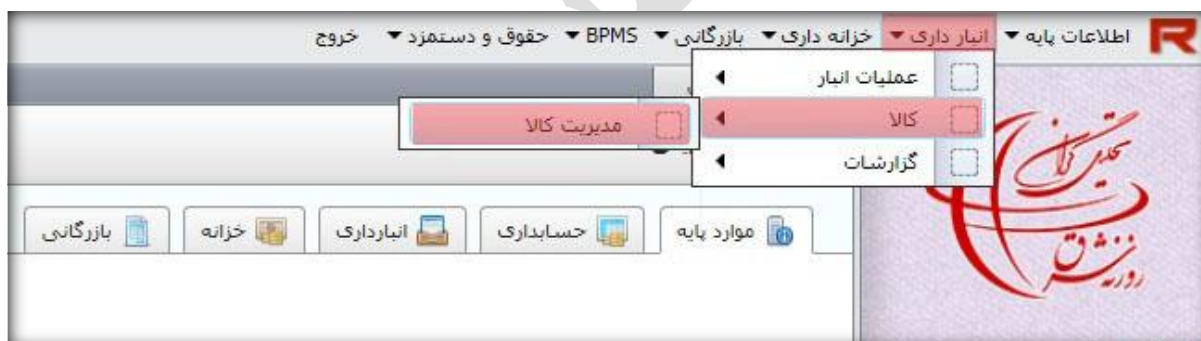 اطلاعات پایه انبار داری خزانه داری بازرگانی BPMS حقوق و دستمزد خروج
عملیات انبار
کالا
مدیریت کالا
گزارشات
موارد پایه حسابداری انبارداری خزانه بازرگانی